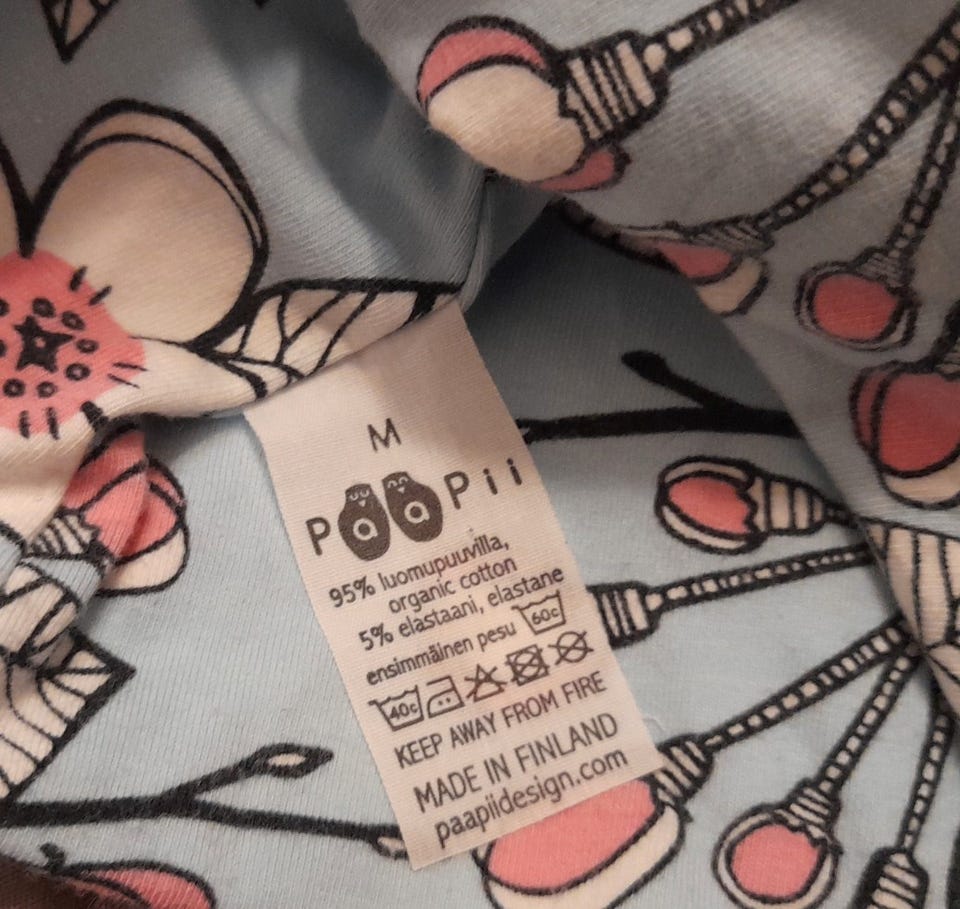 M
PaaPii
95% luomupuuvilla,
organic cotton
5% elastaani, elastane
ensimmäinen pesu 60c
40c
KEEP AWAY FROM FIRE
MADE IN FINLAND
paapiidesign.com